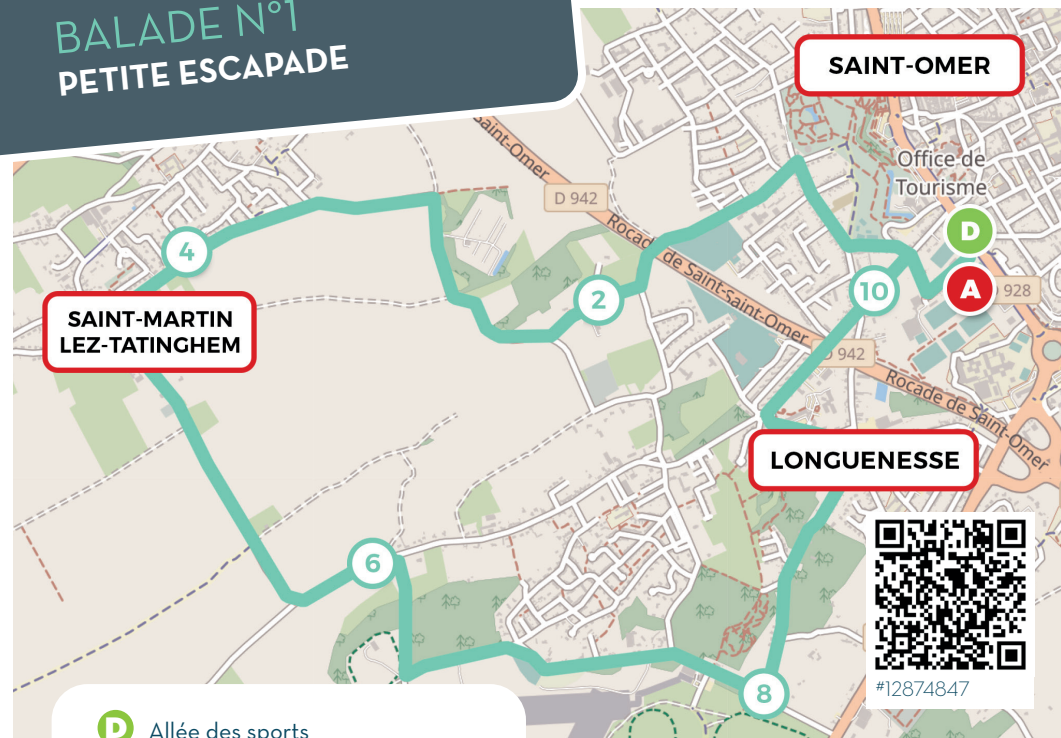 BALADE N°1
PETITE ESCAPADE
SAINT-OMER
Saint-Omer
Office de
Tourisme
D 942
Rocade de Saint-Saint-Omer
D
4
2
10
A
928
SAINT-MARTIN
LEZ-TATINGHEM
D 942
Rocade de Saint-Omer
LONGUENESSE
6
8
#12874847
D Allée des sports